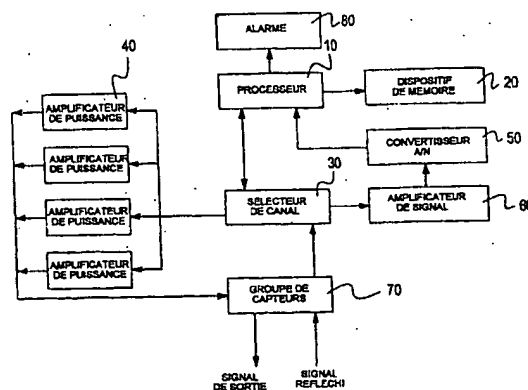 80
ALARME
10
PROCESSEUR
DISPOSITIF
DE MEMOIRE
20
40
AMPLIFICATEUR
DE PUISSANCE
AMPLIFICATEUR
DE PUISSANCE
AMPLIFICATEUR
DE PUISSANCE
AMPLIFICATEUR
DE PUISSANCE
CONVERTISSEUR
A/N
50
30
SELECTEUR
DE CANAL
AMPLIFICATEUR
DE SIGNAL
60
GROUPE DE
CAPTEURS
70
SIGNAL
DE SORTIE
SIGNAL
REFLECHI